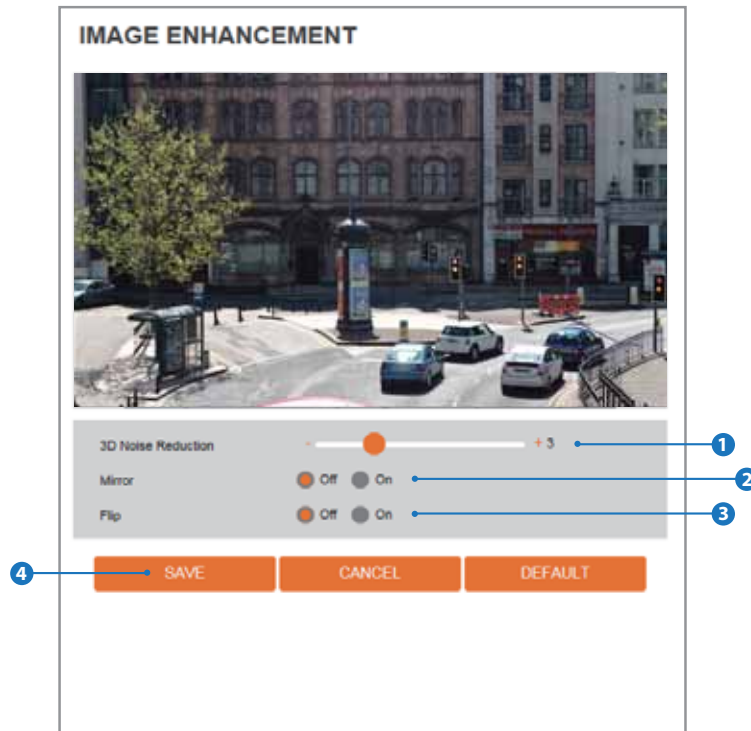 IMAGE ENHANCEMENT
3D Noise Reduction - + 3 1
Mirror Off On 2
Flip Off On 3
4 SAVE CANCEL DEFAULT